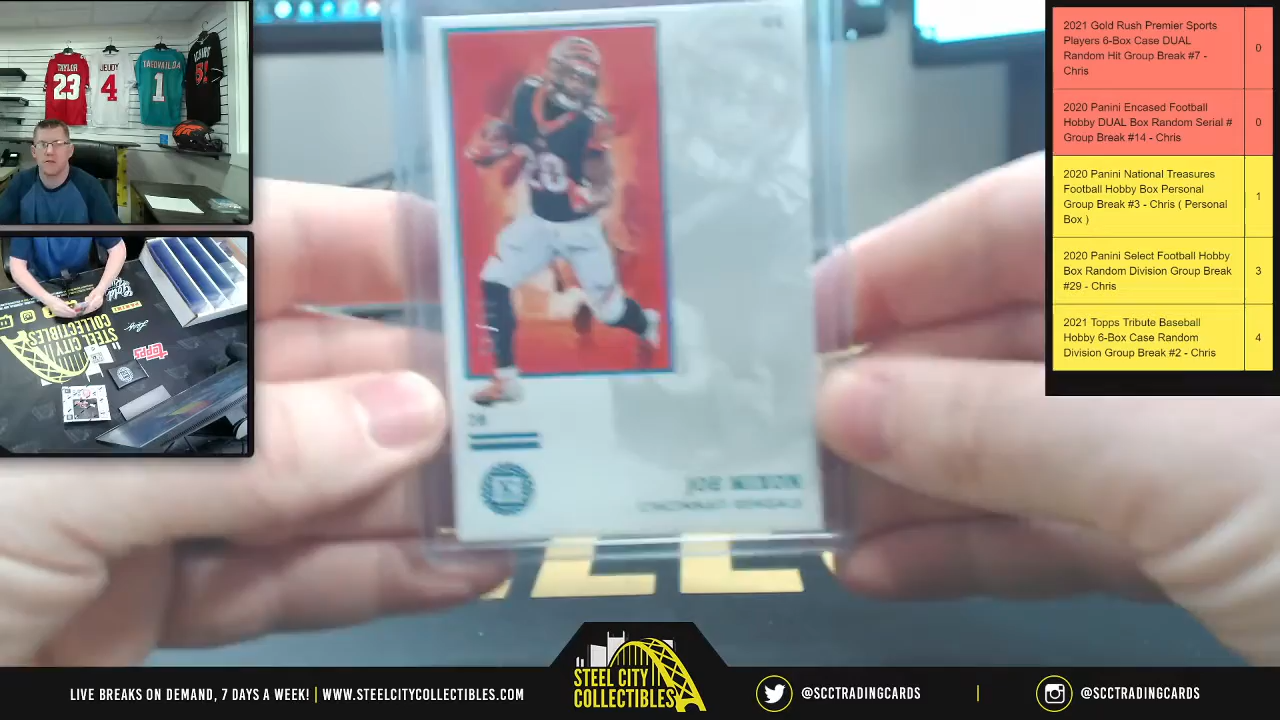 TAYLOR
23
JEUDY
4
TAGOVAILOA
1
STEEL CITY
COLLECTIBLES
topps
20
JOE MIXON
CINCINNATI BENGALS
2021 Gold Rush Premier Sports
Players 6-Box Case DUAL
Random Hit Group Break #7 -
Chris
0
2020 Panini Encased Football
Hobby DUAL Box Random Serial #
Group Break #14 - Chris
0
2020 Panini National Treasures
Football Hobby Box Personal
Group Break #3 - Chris ( Personal
Box )
1
2020 Panini Select Football Hobby
Box Random Division Group Break
#29 - Chris
3
2021 Topps Tribute Baseball
Hobby 6-Box Case Random
Division Group Break #2 - Chris
4
LIVE BREAKS ON DEMAND, 7 DAYS A WEEK! | WWW.STEELCITYCOLLECTIBLES.COM
STEEL CITY
COLLECTIBLES
@SCCTRADINGCARDS
@SCCTRADINGCARDS